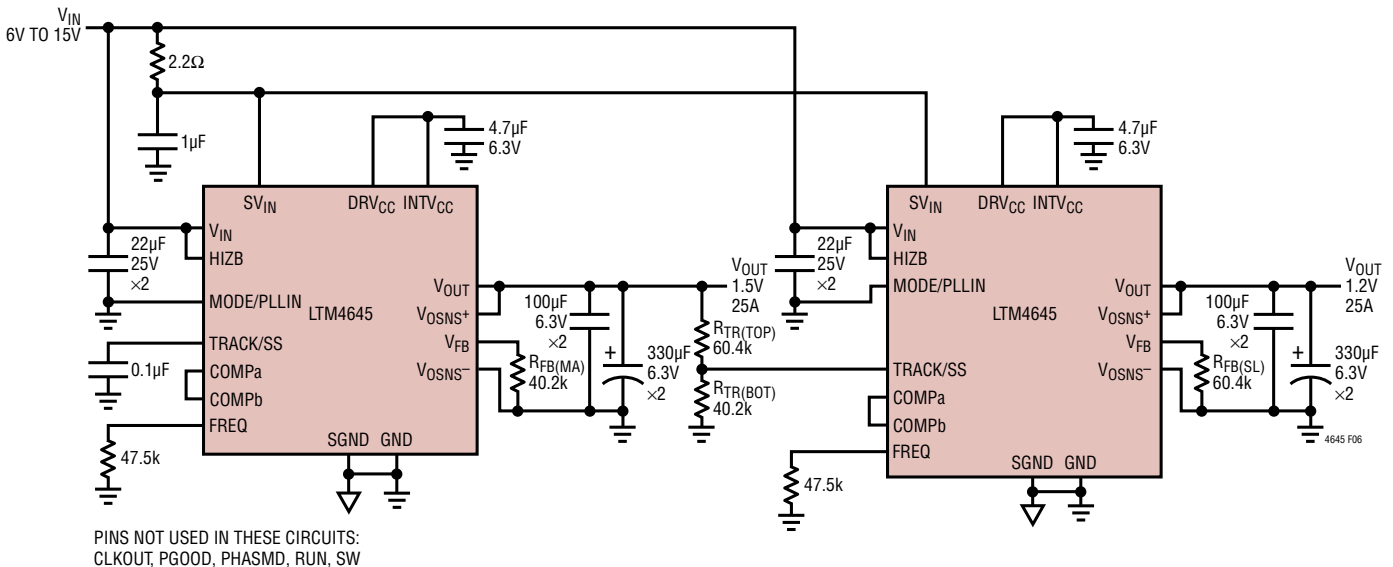 VIN
6V TO 15V
2.2Ω
1µF
4.7µF
6.3V
SVIN
DRVCC INTVCC
VIN
HIZB
MODE/PLLIN
LTM4645
TRACK/SS
COMPa
COMPb
FREQ
SGND GND
VOUT
VOSNS+
VFB
VOSNS–
22µF
25V
×2
0.1µF
47.5k
RFB(MA)
40.2k
100µF
6.3V
×2
+
330µF
6.3V
×2
VOUT
1.5V
25A
RTR(TOP)
60.4k
RTR(BOT)
40.2k
4.7µF
6.3V
SVIN
DRVCC INTVCC
VIN
HIZB
MODE/PLLIN
LTM4645
TRACK/SS
COMPa
COMPb
FREQ
SGND GND
VOUT
VOSNS+
VFB
VOSNS–
22µF
25V
×2
47.5k
RFB(SL)
60.4k
100µF
6.3V
×2
+
330µF
6.3V
×2
VOUT
1.2V
25A
4645 F06
PINS NOT USED IN THESE CIRCUITS:
CLKOUT, PGOOD, PHASMD, RUN, SW